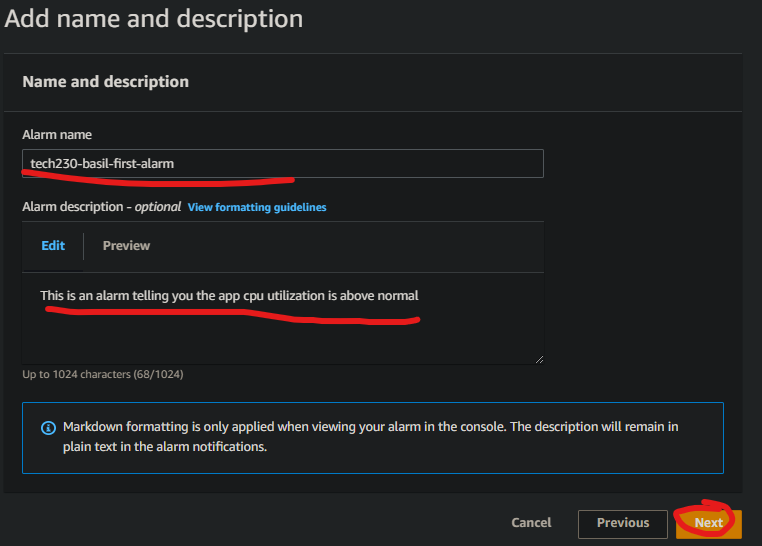 Add name and description
Name and description
Alarm name
tech230-basil-first-alarm
Alarm description - optional View formatting guidelines
Edit Preview
This is an alarm telling you the app cpu utilization is above normal
Up to 1024 characters (68/1024)
Markdown formatting is only applied when viewing your alarm in the console. The description will remain in
plain text in the alarm notifications.
Cancel Previous Next